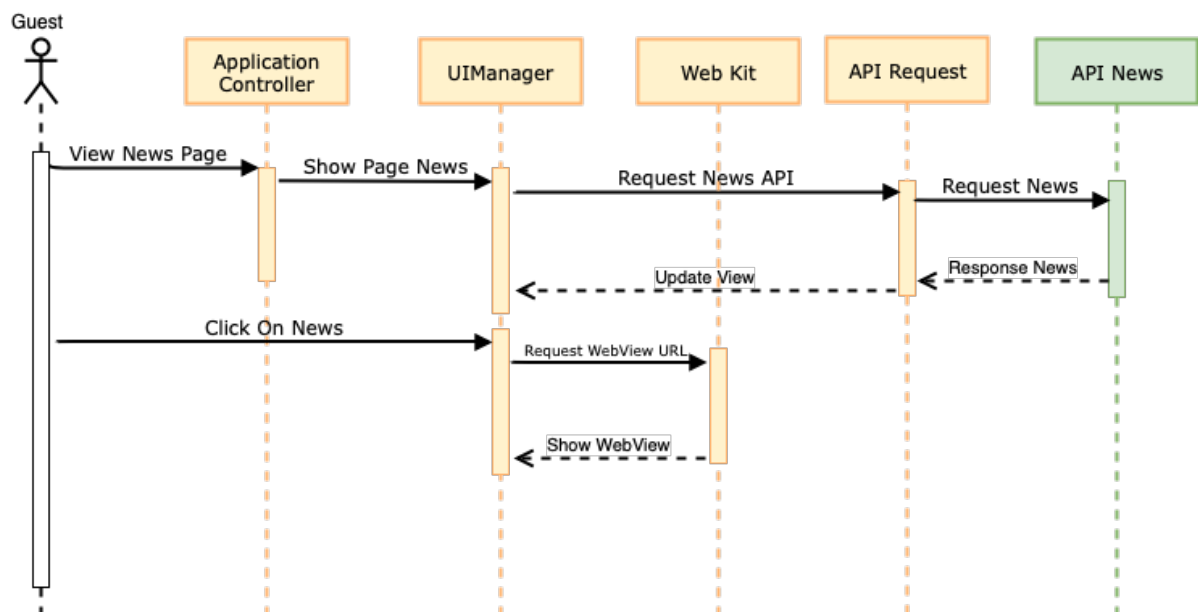 Guest
Application
Controller
UIManager
Web Kit
API Request
API News
View News Page
Show Page News
Request News API
Request News
Response News
Update View
Click On News
Request WebView URL
Show WebView